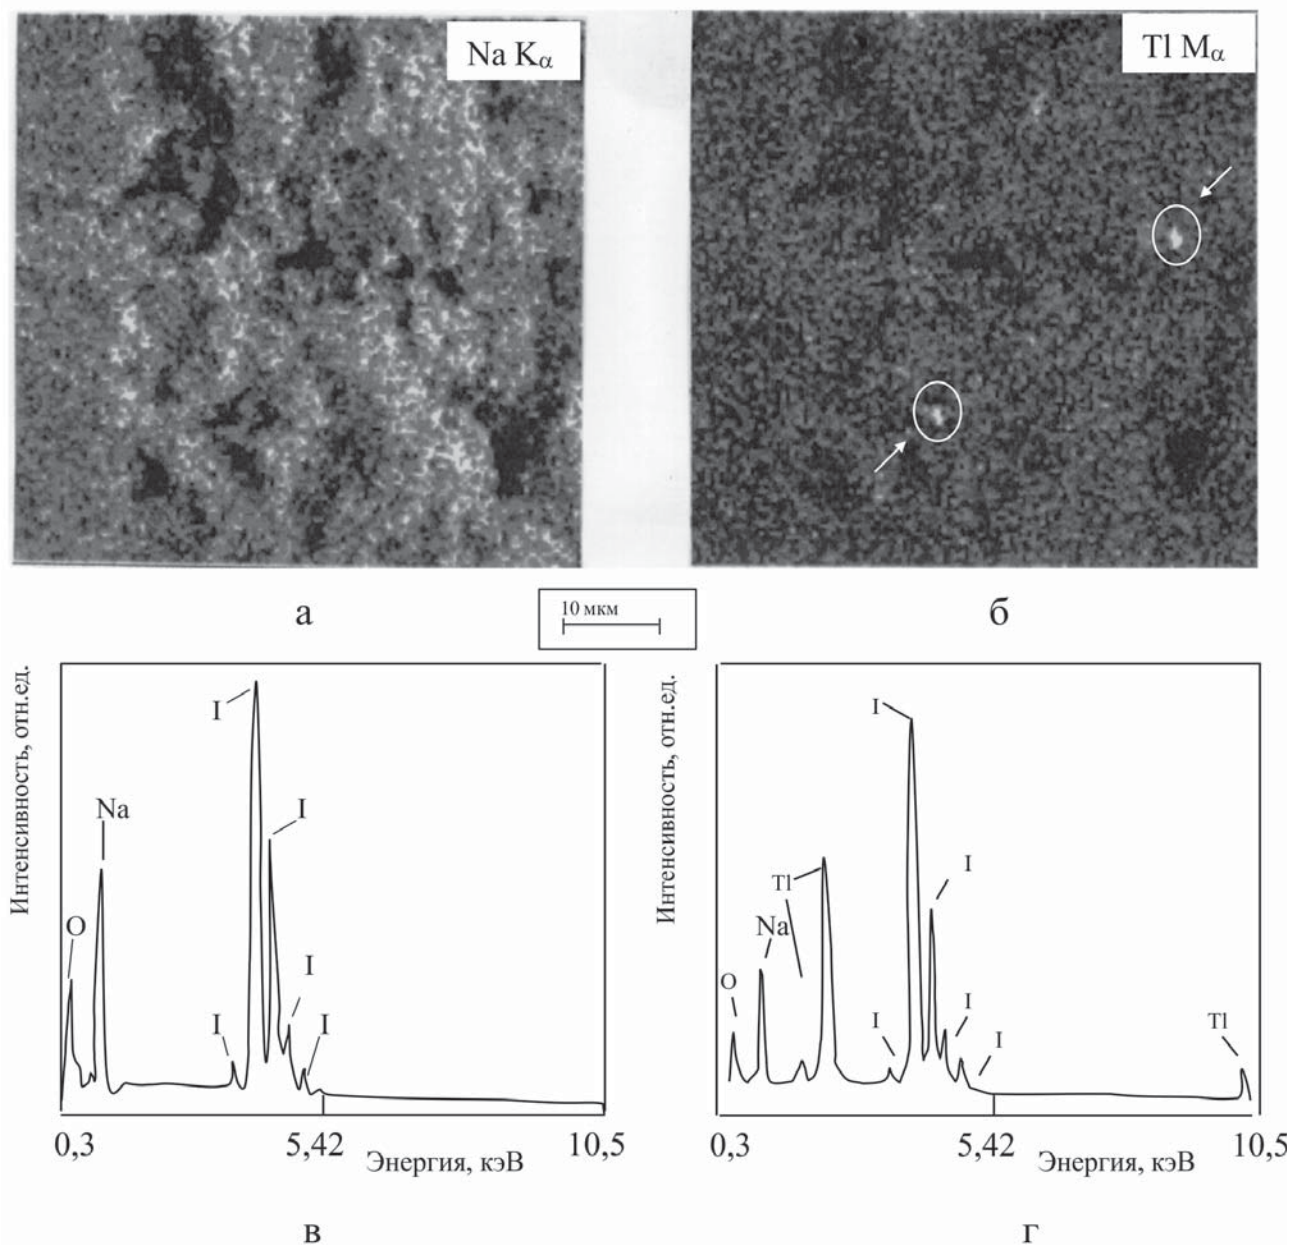 Na Kα
Tl Mα
а
10 мкм
б
Интенсивность, отн.ед.
I
Na
I
O
I
I
I
0,3
5,42
10,5
Энергия, кэВ
в
Интенсивность, отн.ед.
I
I
Tl
Na
O
I
I
I
Tl
0,3
5,42
10,5
Энергия, кэВ
г